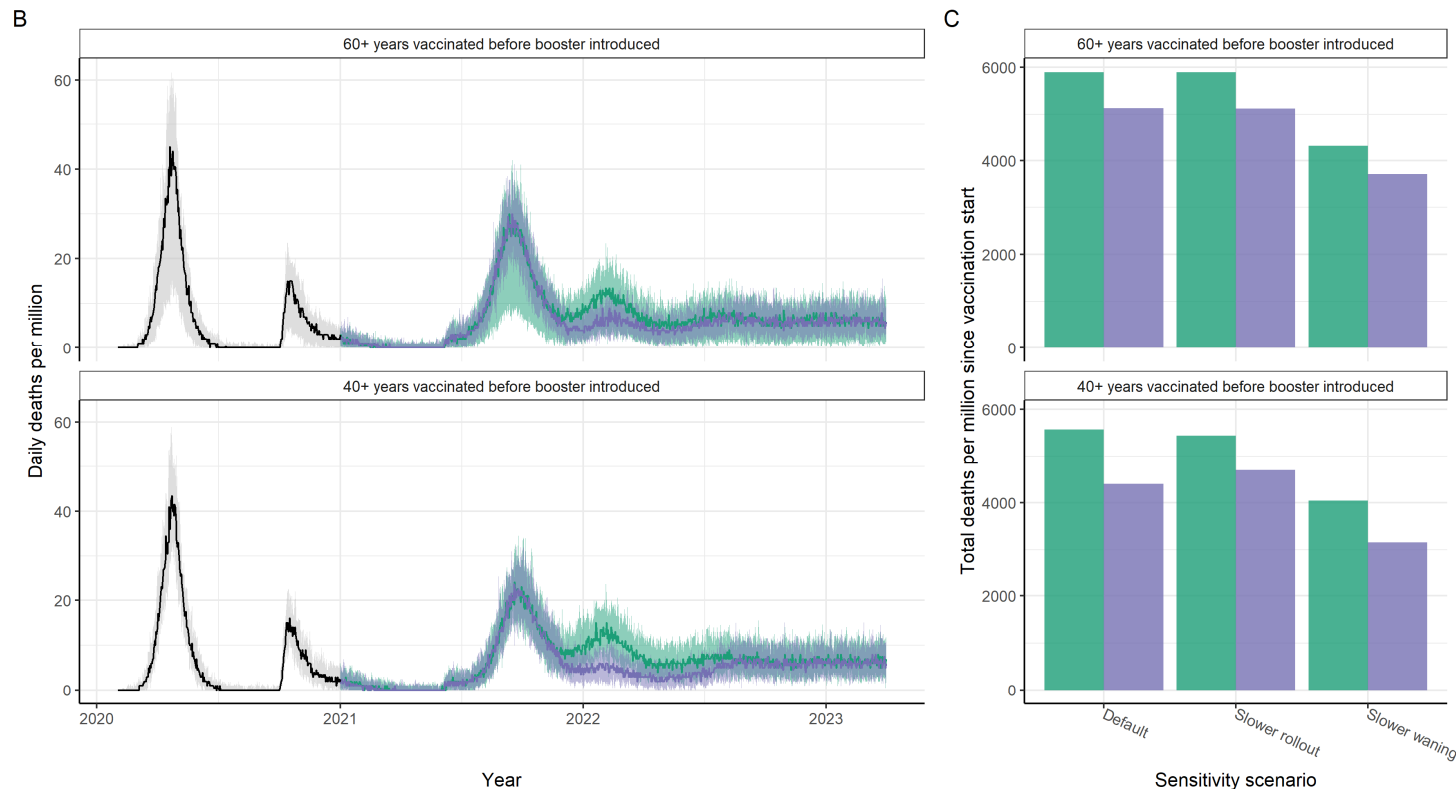 B
60+ years vaccinated before booster introduced
60
40
20
0
40+ years vaccinated before booster introduced
60
40
20
0
Daily deaths per million
2020
2021
2022
2023
Year
C
60+ years vaccinated before booster introduced
6000
4000
2000
0
40+ years vaccinated before booster introduced
6000
4000
2000
0
Total deaths per million since vaccination start
Default
Slower rollout
Slower waning
Sensitivity scenario